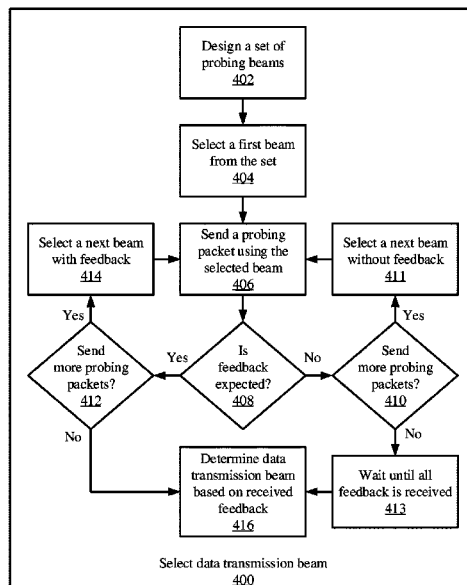 Design a set of
probing beams
402
Select a first beam
from the set
404
Select a next beam
with feedback
414
Send a probing
packet using the
selected beam
406
Select a next beam
without feedback
411
Yes
Yes
Send
more probing
packets?
412
Yes
Is
feedback
expected?
408
No
Send
more probing
packets?
410
No
No
Determine data
transmission beam
based on received
feedback
416
Wait until all
feedback is received
413
Select data transmission beam
400